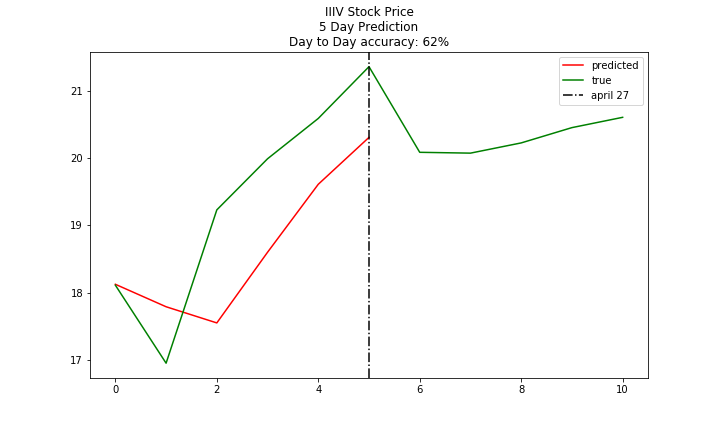 IIIV Stock Price
5 Day Prediction
Day to Day accuracy: 62%
predicted
true
april 27
21
20
19
18
17
0 2 4 6 8 10